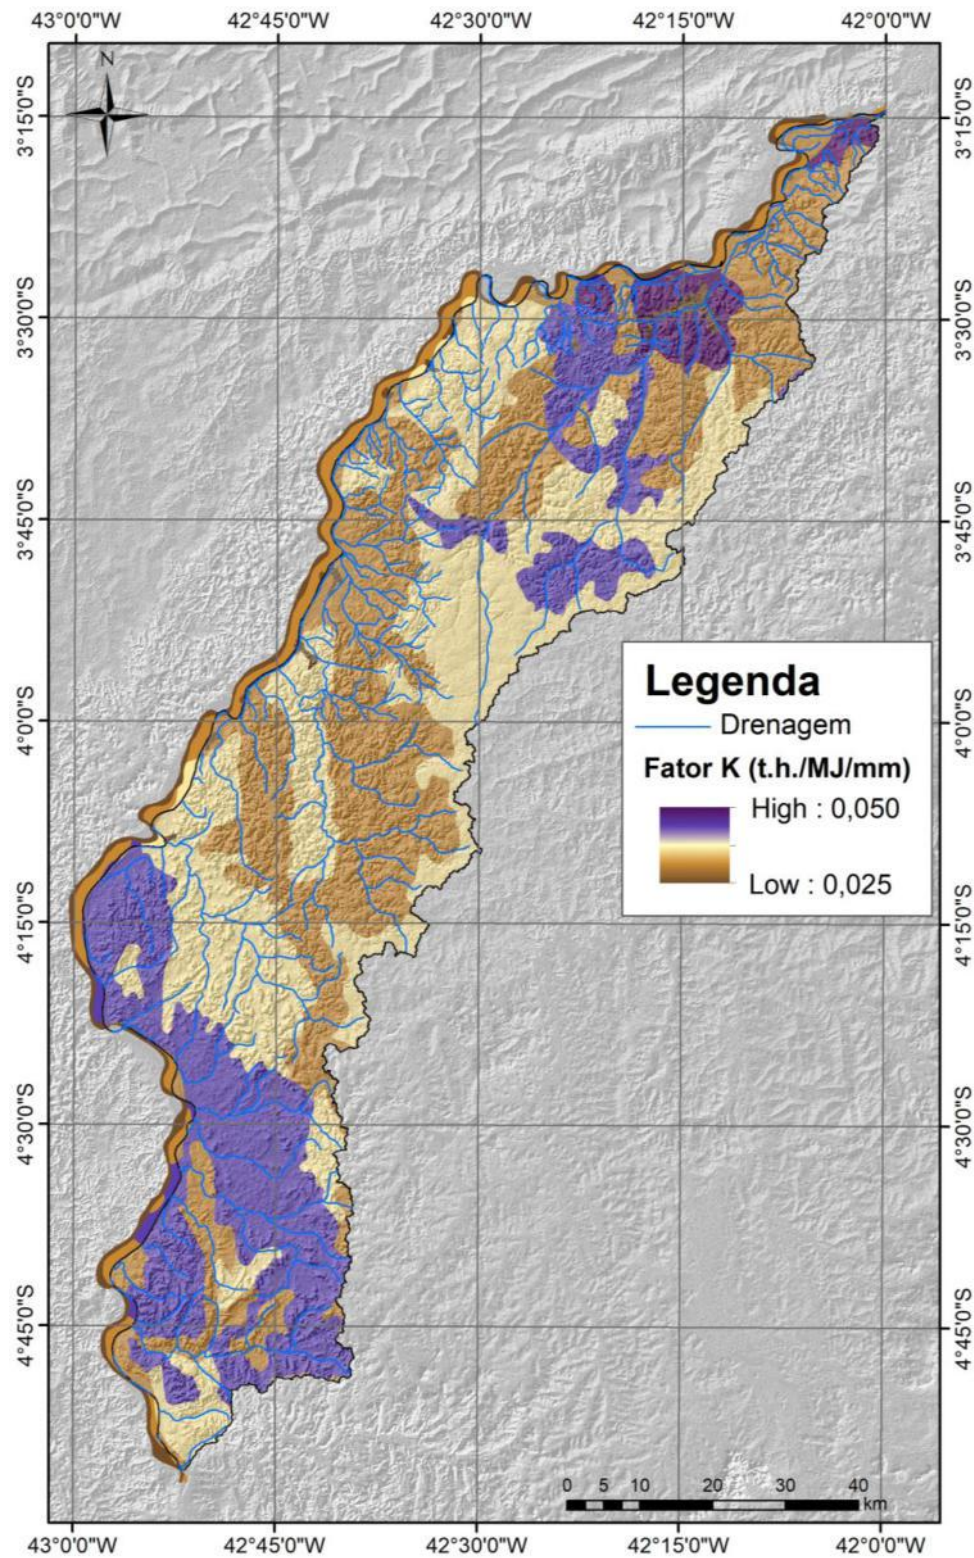 43°0'0"W 42°45'0"W 42°30'0"W 42°15'0"W 42°0'0"W
N
3°15'0"S 3°15'0"S
3°30'0"S 3°30'0"S
3°45'0"S 3°45'0"S
Legenda
Drenagem
4°0'0"S 4°0'0"S
Fator K (t.h./MJ/mm)
High : 0,050
Low : 0,025
4°15'0"S 4°15'0"S
4°30'0"S 4°30'0"S
4°45'0"S 4°45'0"S
0 5 10 20 30 40
km
43°0'0"W 42°45'0"W 42°30'0"W 42°15'0"W 42°0'0"W